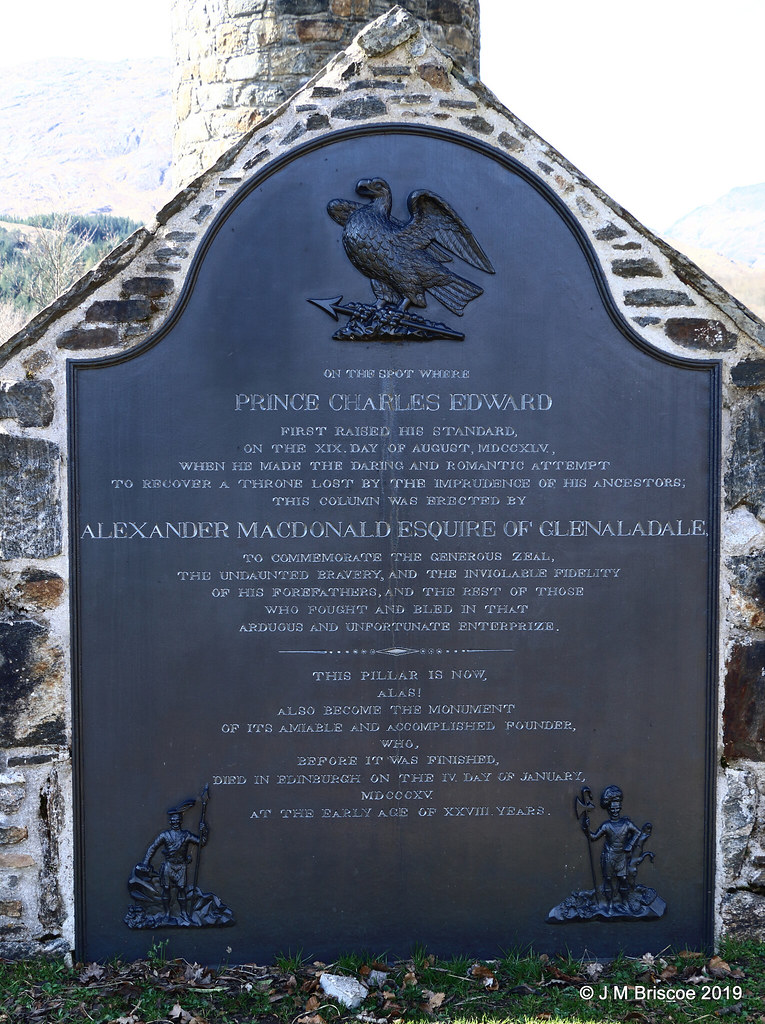 ON THE SPOT WHERE
PRINCE CHARLES EDWARD
FIRST RAISED HIS STANDARD,
ON THE XIX. DAY OF AUGUST, MDCCXLV.,
WHEN HE MADE THE DARING AND ROMANTIC ATTEMPT
TO RECOVER A THRONE LOST BY THE IMPRUDENCE OF HIS ANCESTORS;
THIS COLUMN WAS ERECTED BY
ALEXANDER MACDONALD ESQUIRE OF GLENALADALE,
TO COMMEMORATE THE GENEROUS ZEAL,
THE UNDAUNTED BRAVERY, AND THE INVIOLABLE FIDELITY
OF HIS FOREFATHERS, AND THE REST OF THOSE
WHO FOUGHT AND BLED IN THAT
ARDUOUS AND UNFORTUNATE ENTERPRIZE.
THIS PILLAR IS NOW,
ALAS!
ALSO BECOME THE MONUMENT
OF ITS AMIABLE AND ACCOMPLISHED FOUNDER,
WHO,
BEFORE IT WAS FINISHED,
DIED IN EDINBURGH ON THE IV. DAY OF JANUARY,
MDCCCXV.
AT THE EARLY AGE OF XXVIII. YEARS.
© J M Briscoe 2019